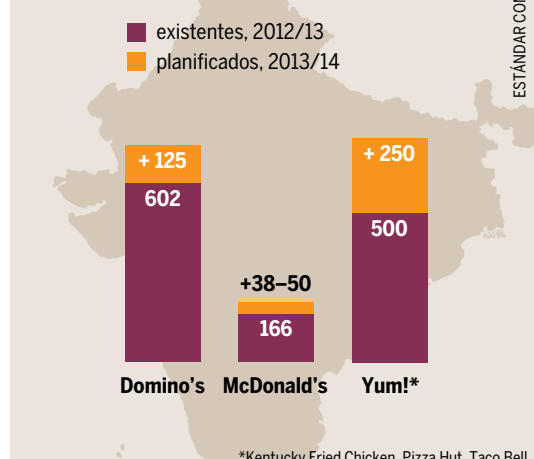 existentes, 2012/13
planificados, 2013/14
ESTÁNDAR
+ 125
602
+38–50
166
+ 250
500
Domino's
McDonald's
Yum!*
*Kentucky Fried Chicken, Pizza Hut, Taco Bell